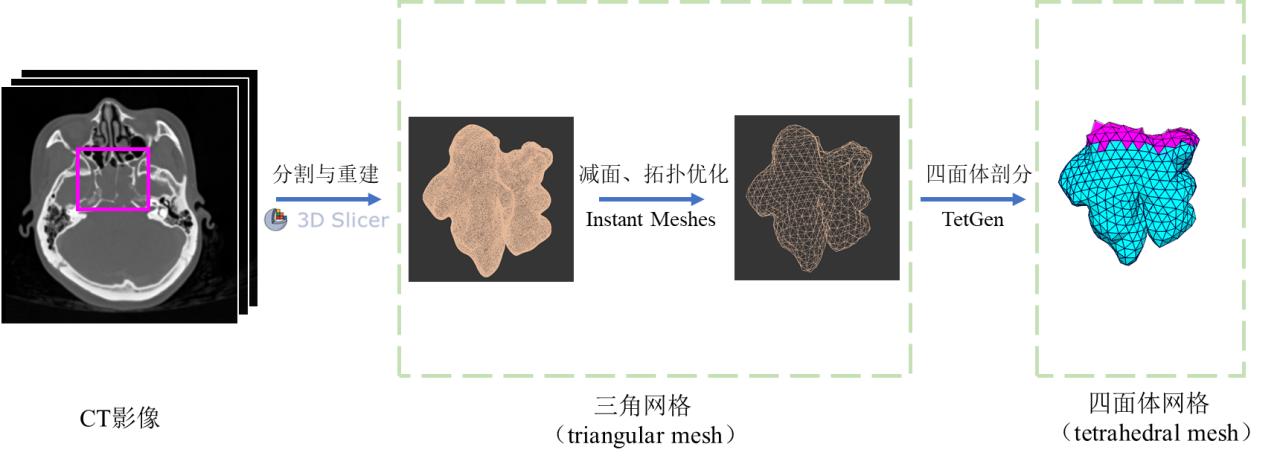 分割与重建
3D Slicer
减面、拓扑优化
Instant Meshes
四面体剖分
TetGen
CT影像
三角网格
（triangular mesh）
四面体网格
（tetrahedral mesh）